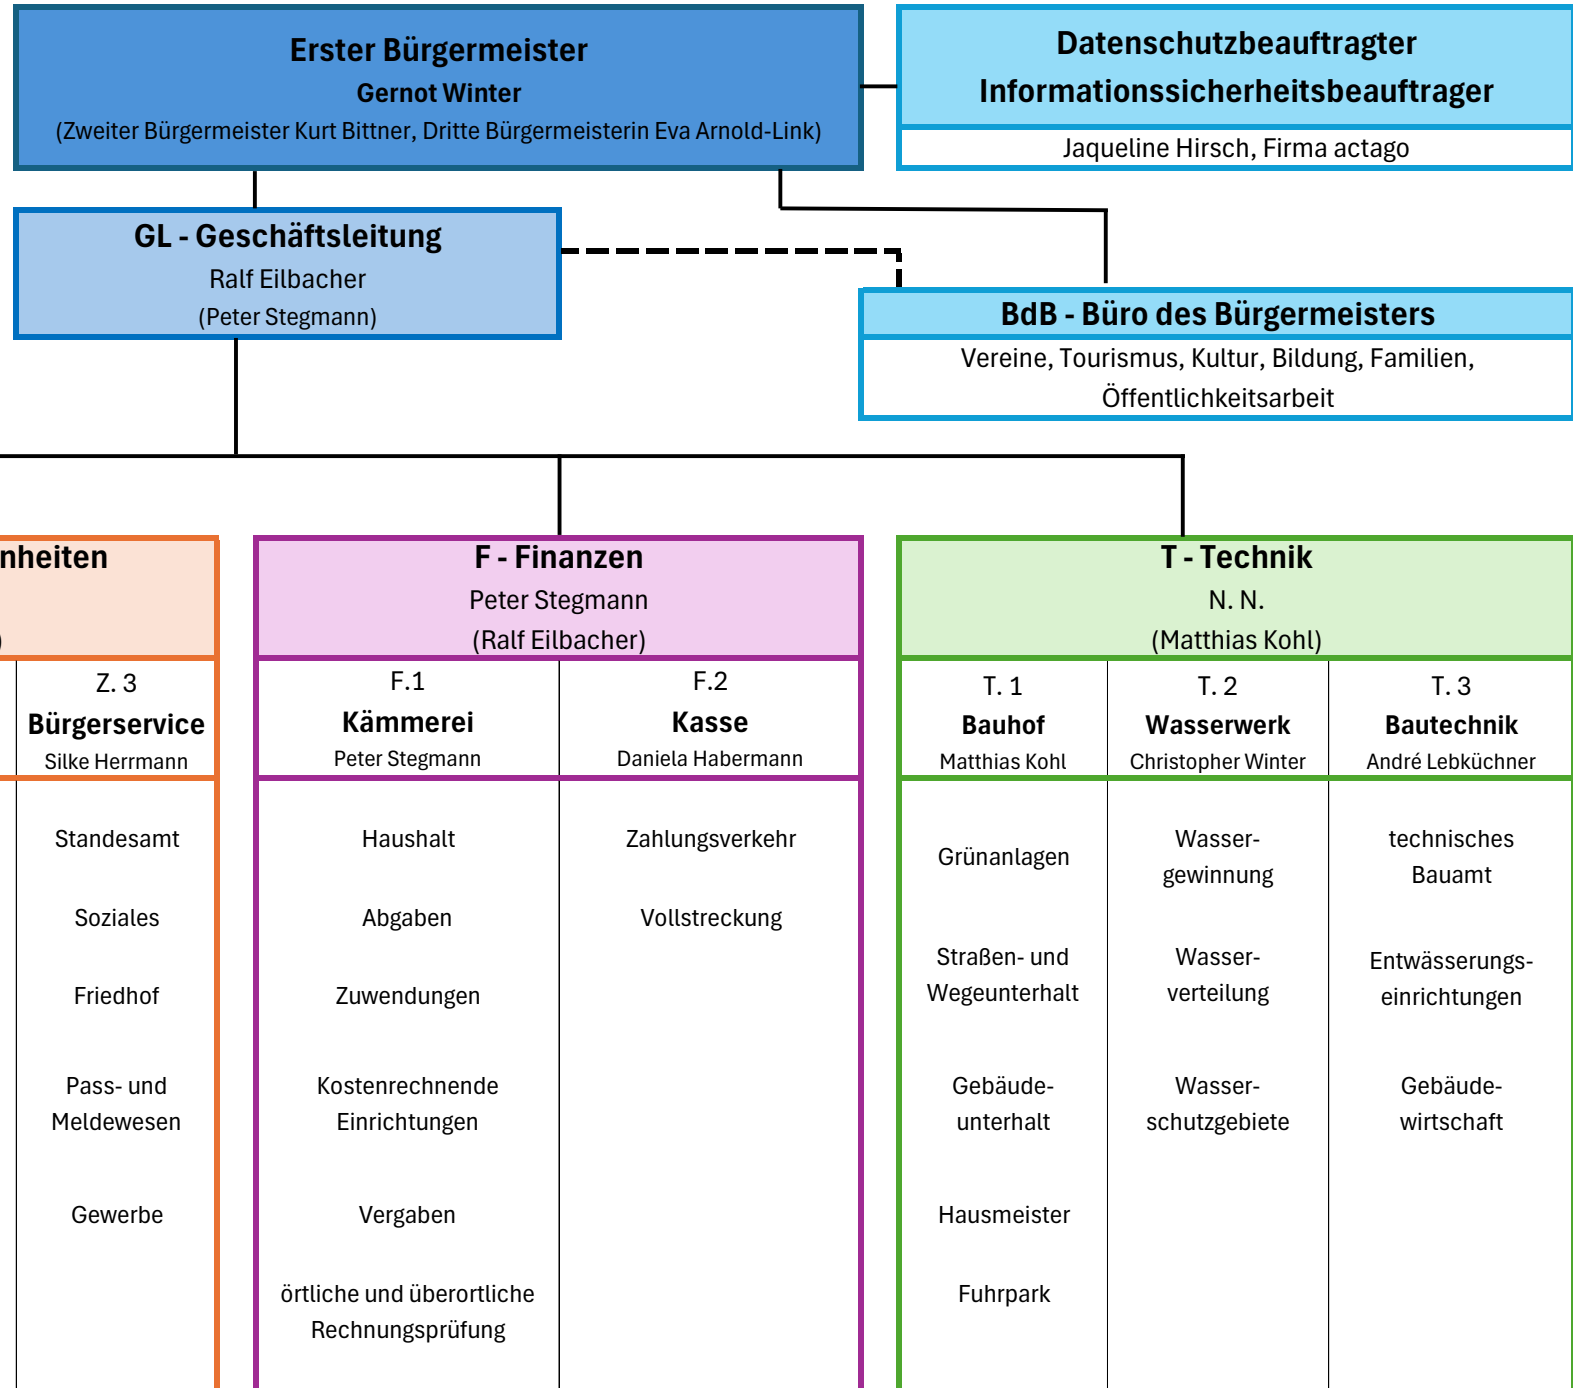 Erster Bürgermeister
Gernot Winter
(Zweiter Bürgermeister Kurt Bittner, Dritte Bürgermeisterin Eva Arnold-Link)
Datenschutzbeauftragter
Informationssicherheitsbeauftrager
Jaqueline Hirsch, Firma actago
GL - Geschäftsleitung
Ralf Eilbacher
(Peter Stegmann)
BdB - Büro des Bürgermeisters
Vereine, Tourismus, Kultur, Bildung, Familien,
Öffentlichkeitsarbeit
nheiten
)
Z. 3
Bürgerservice
Silke Herrmann
Standesamt
Soziales
Friedhof
Pass- und
Meldewesen
Gewerbe
F - Finanzen
Peter Stegmann
(Ralf Eilbacher)
F.1
Kämmerei
Peter Stegmann
Haushalt
Abgaben
Zuwendungen
Kostenrechnende
Einrichtungen
Vergaben
örtliche und überortliche
Rechnungsprüfung
F.2
Kasse
Daniela Habermann
Zahlungsverkehr
Vollstreckung
T - Technik
N. N.
(Matthias Kohl)
T. 1
Bauhof
Matthias Kohl
Grünanlagen
Straßen- und
Wegeunterhalt
Gebäude-
unterhalt
Hausmeister
Fuhrpark
T. 2
Wasserwerk
Christopher Winter
Wasser-
gewinnung
Wasser-
verteilung
Wasser-
schutzgebiete
T. 3
Bautechnik
André Lebküchner
technisches
Bauamt
Entwässerungs-
einrichtungen
Gebäude-
wirtschaft